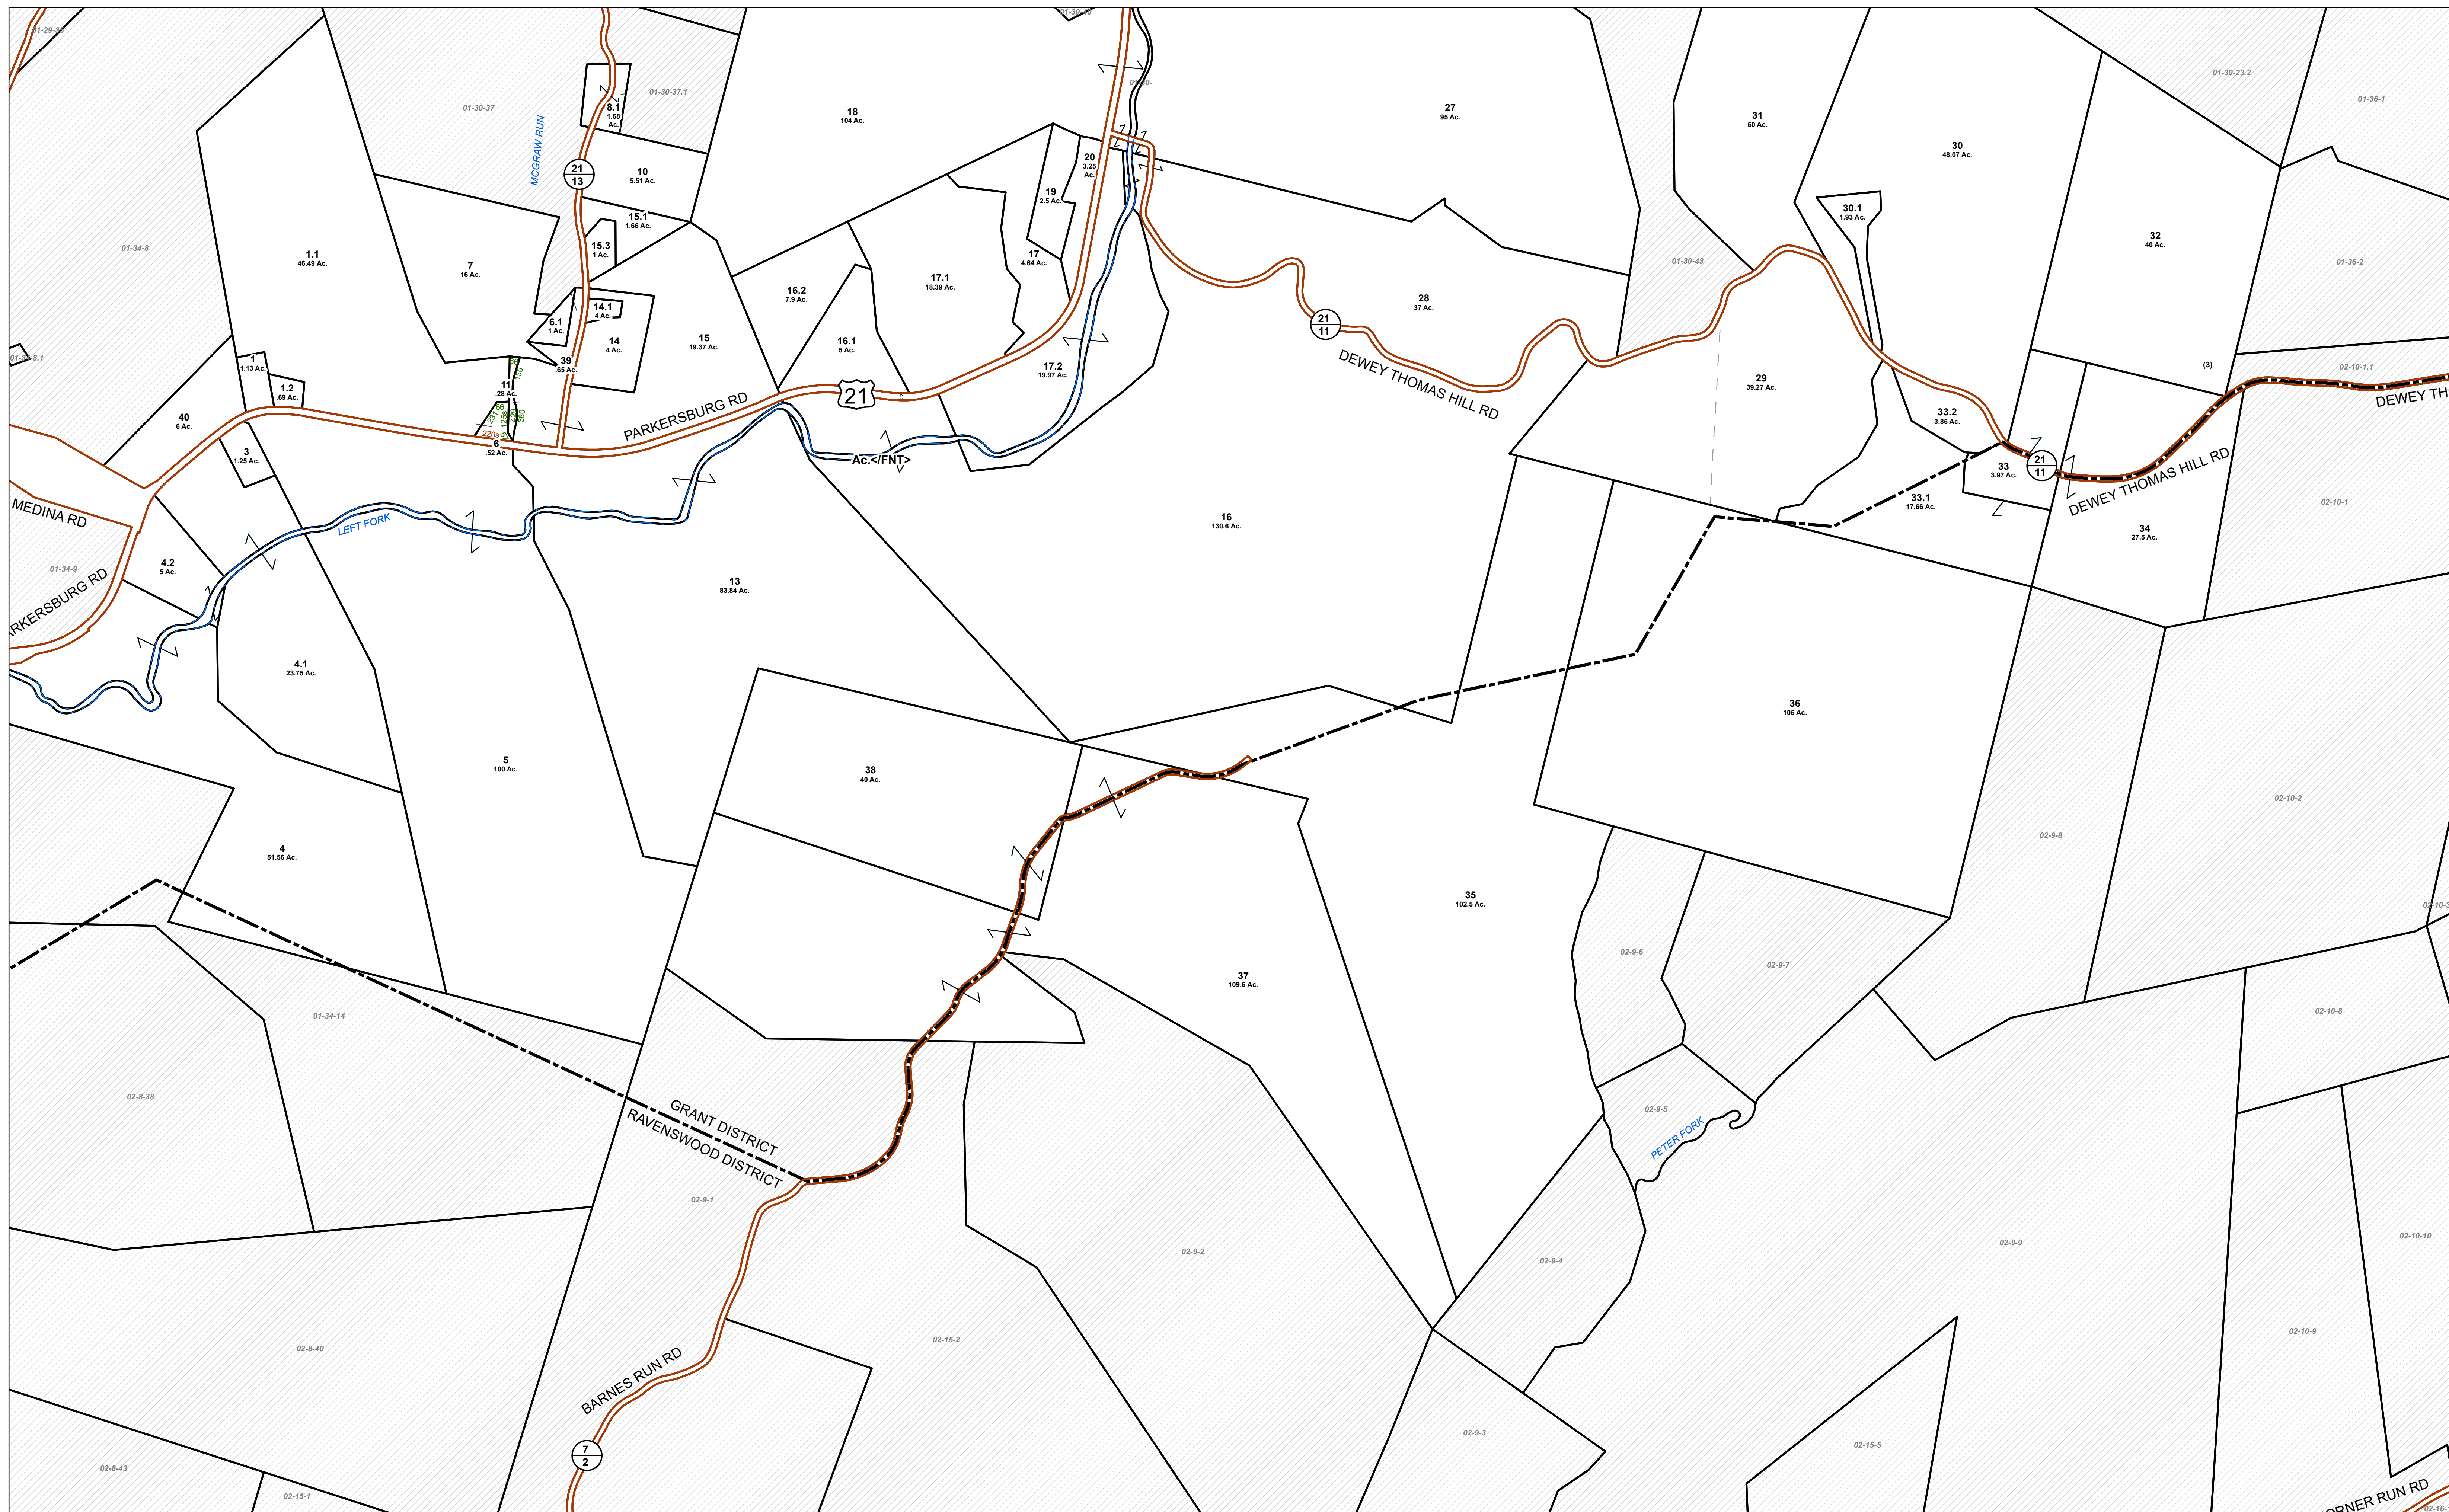 01-30-37
01-30-37.1
8.1
1.68
Ac.
MCGRAW RUN
21
13
10
5.51 Ac.
18
104 Ac.
27
95 Ac.
31
50 Ac.
30
48.07 Ac.
01-30-23.2
01-36-1
01-34-8
1.1
46.49 Ac.
7
16 Ac.
15.1
1.66 Ac.
15.3
1 Ac.
20
3.25
Ac.
19
2.5 Ac.
17
4.64 Ac.
30.1
1.93 Ac.
32
40 Ac.
01-36-2
01-30-43
16.2
7.9 Ac.
17.1
18.39 Ac.
28
37 Ac.
21
11
6.1
1 Ac.
14.1
4 Ac.
14
4 Ac.
15
19.37 Ac.
16.1
5 Ac.
17.2
19.97 Ac.
DEWEY THOMAS HILL RD
29
39.27 Ac.
(3)
02-10-1.1
DEWEY TH
1
1.13 Ac.
1.2
.69 Ac.
39
.65 Ac.
11
.28 Ac.
150
125s
429
380
220s
6
.52 Ac.
21
PARKERSBURG RD
40
6 Ac.
3
1.25 Ac.
33.2
3.85 Ac.
33
3.97 Ac.
21
11
DEWEY THOMAS HILL RD
Ac.</FNT>
MEDINA RD
LEFT FORK
16
130.6 Ac.
33.1
17.66 Ac.
34
27.5 Ac.
02-10-1
01-34-9
4.2
5 Ac.
13
83.84 Ac.
RKERSBURG RD
4.1
23.75 Ac.
5
100 Ac.
38
40 Ac.
36
105 Ac.
02-10-2
02-9-8
4
51.56 Ac.
35
102.5 Ac.
02-9-6
02-9-7
37
109.5 Ac.
01-34-14
02-10-8
02-8-38
GRANT DISTRICT
RAVENSWOOD DISTRICT
02-9-5
PETER FORK
02-9-1
02-9-2
02-9-4
02-9-9
02-10-10
02-8-40
02-15-2
02-10-9
BARNES RUN RD
7
2
02-9-3
02-15-5
02-8-43
02-15-1
ORNER RUN RD